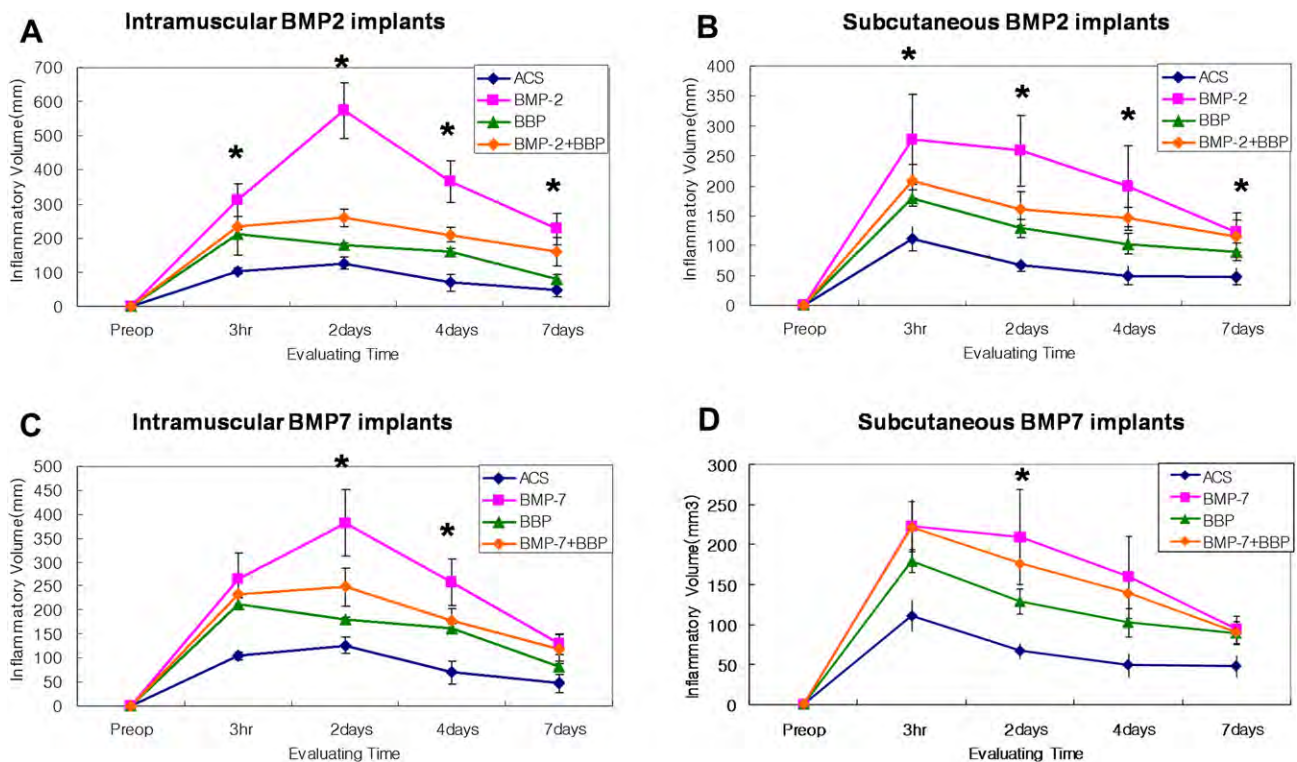 A
Intramuscular BMP2 implants
*
*
*
*
ACS
BMP-2
BBP
BMP-2+BBP
Inflammatory Volume(mm)
700
600
500
400
300
200
100
0
Preop 3hr 2days 4days 7days
Evaluating Time
B
Subcutaneous BMP2 implants
*
*
*
*
ACS
BMP-2
BBP
BMP-2+BBP
Inflammatory Volume(mm)
400
350
300
250
200
150
100
50
0
Preop 3hr 2days 4days 7days
Evaluating Time
C
Intramuscular BMP7 implants
*
*
ACS
BMP-7
BBP
BMP-7+BBP
Inflammatory Volume(mm)
500
450
400
350
300
250
200
150
100
50
0
Preop 3hr 2days 4days 7days
Evaluating Time
D
Subcutaneous BMP7 implants
*
ACS
BMP-7
BBP
BMP-7+BBP
Inflammatory Volume(mm3)
300
250
200
150
100
50
0
Preop 3hr 2days 4days 7days
Evaluating Time